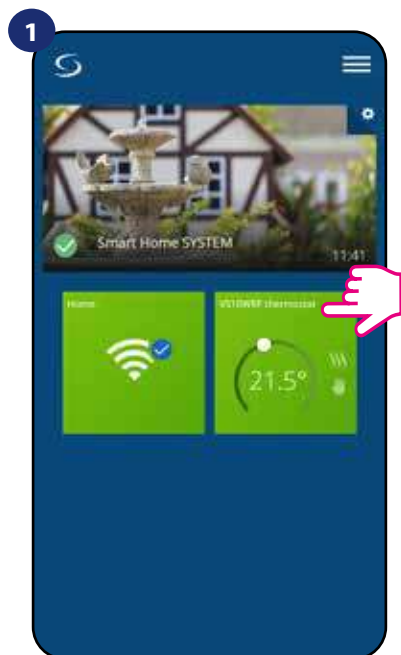 1
Smart Home SYSTEM
11:41
Home
VS10WRF thermostat
21.5°